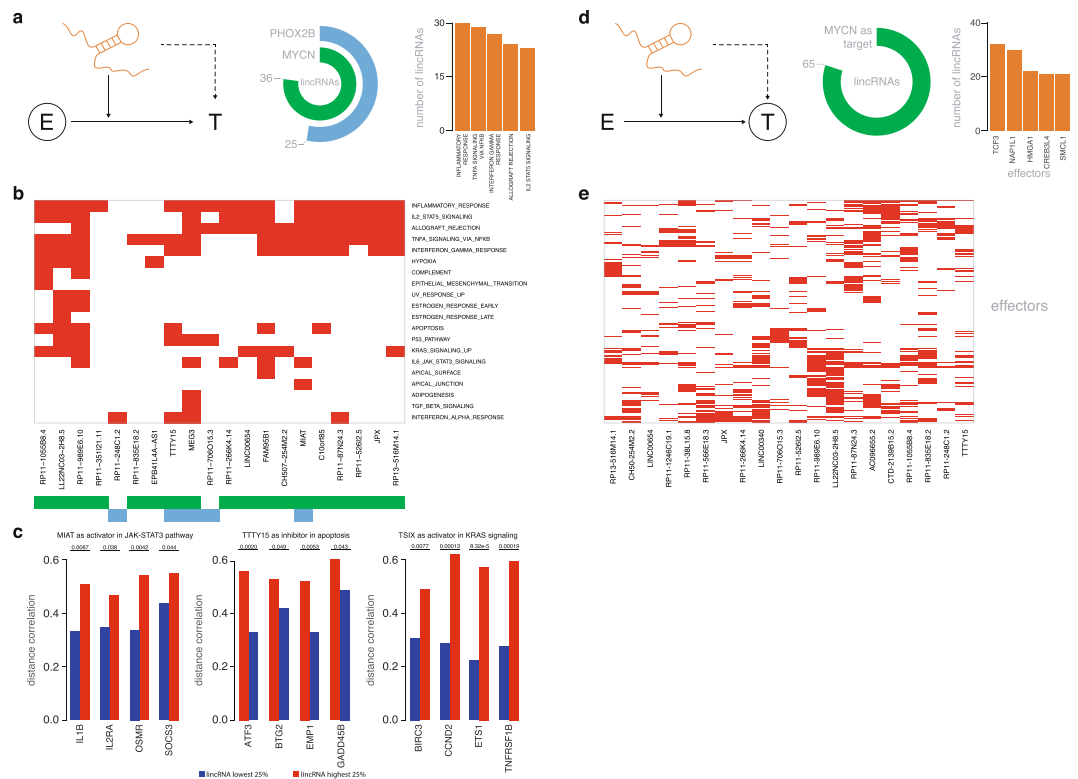 a
E
T
PHOX2B
MYCN
lincRNAs
36
25
number of lincRNAs
30
15
0
INFLAMMATORY RESPONSE
TNFA SIGNALING VIA NFKB
INTERFERON GAMMA RESPONSE
ALLOGRAFT REJECTION
IL2 STAT5 SIGNALING
d
E
T
MYCN as target
65
lincRNAs
number of lincRNAs
40
20
0
TCF3
NAP1L1
HMGA1
CREB3L4
SMCL1
effectors
b
INFLAMMATORY_RESPONSE
IL2_STAT5_SIGNALING
ALLOGRAFT_REJECTION
TNFA_SIGNALING_VIA_NFKB
INTERFERON_GAMMA_RESPONSE
HYPOXIA
COMPLEMENT
EPITHELIAL_MESENCHYMAL_TRANSITION
UV_RESPONSE_UP
ESTROGEN_RESPONSE_EARLY
ESTROGEN_RESPONSE_LATE
APOPTOSIS
P53_PATHWAY
KRAS_SIGNALING_UP
IL6_JAK_STAT3_SIGNALING
APICAL_SURFACE
APICAL_JUNCTION
ADIPOGENESIS
TGF_BETA_SIGNALING
INTERFERON_ALPHA_RESPONSE
RP11-1055B8.4
LL22NC03-2H8.5
RP11-989E6.10
RP11-351I21.11
RP11-248C1.2
RP11-835E18.2
EPB41L4A-AS1
TTTY15
MEG3
RP11-706O15.3
RP11-266K4.14
LINC00654
FAM95B1
CH507-254M2.2
MIAT
C10orf85
RP11-87N24.3
RP11-526I2.5
JPX
RP13-516M14.1
e
effectors
RP13-516M14.1
CH50-254M2.2
LINC00654
RP11-1246C19.1
RP11-38L15.8
RP11-566E18.3
JPX
RP11-266K4.14
LINC00340
RP11-706O15.3
RP11-526I2.5
RP11-989E6.10
LL22NC03-2H8.5
RP11-87N24.3
AC096655.2
CTD-2139B15.2
RP11-1055B8.4
RP11-835E18.2
RP11-248C1.2
TTTY15
c
MIAT as activator in JAK-STAT3 pathway
0.0087 0.038 0.0042 0.044
distance correlation
0.6
0.4
0.2
0.0
IL1B
IL2RA
OSMR
SOCS3
TTTY15 as inhibitor in apoptosis
0.0020 0.049 0.0053 0.043
distance correlation
0.6
0.4
0.2
0.0
ATF3
BTG2
EMP1
GADD45B
TSIX as activator in KRAS signaling
0.0077 0.00013 8.32e-5 0.00019
distance correlation
0.6
0.4
0.2
0.0
BIRC3
CCND2
ETS1
TNFRSF1B
lincRNA lowest 25%
lincRNA highest 25%